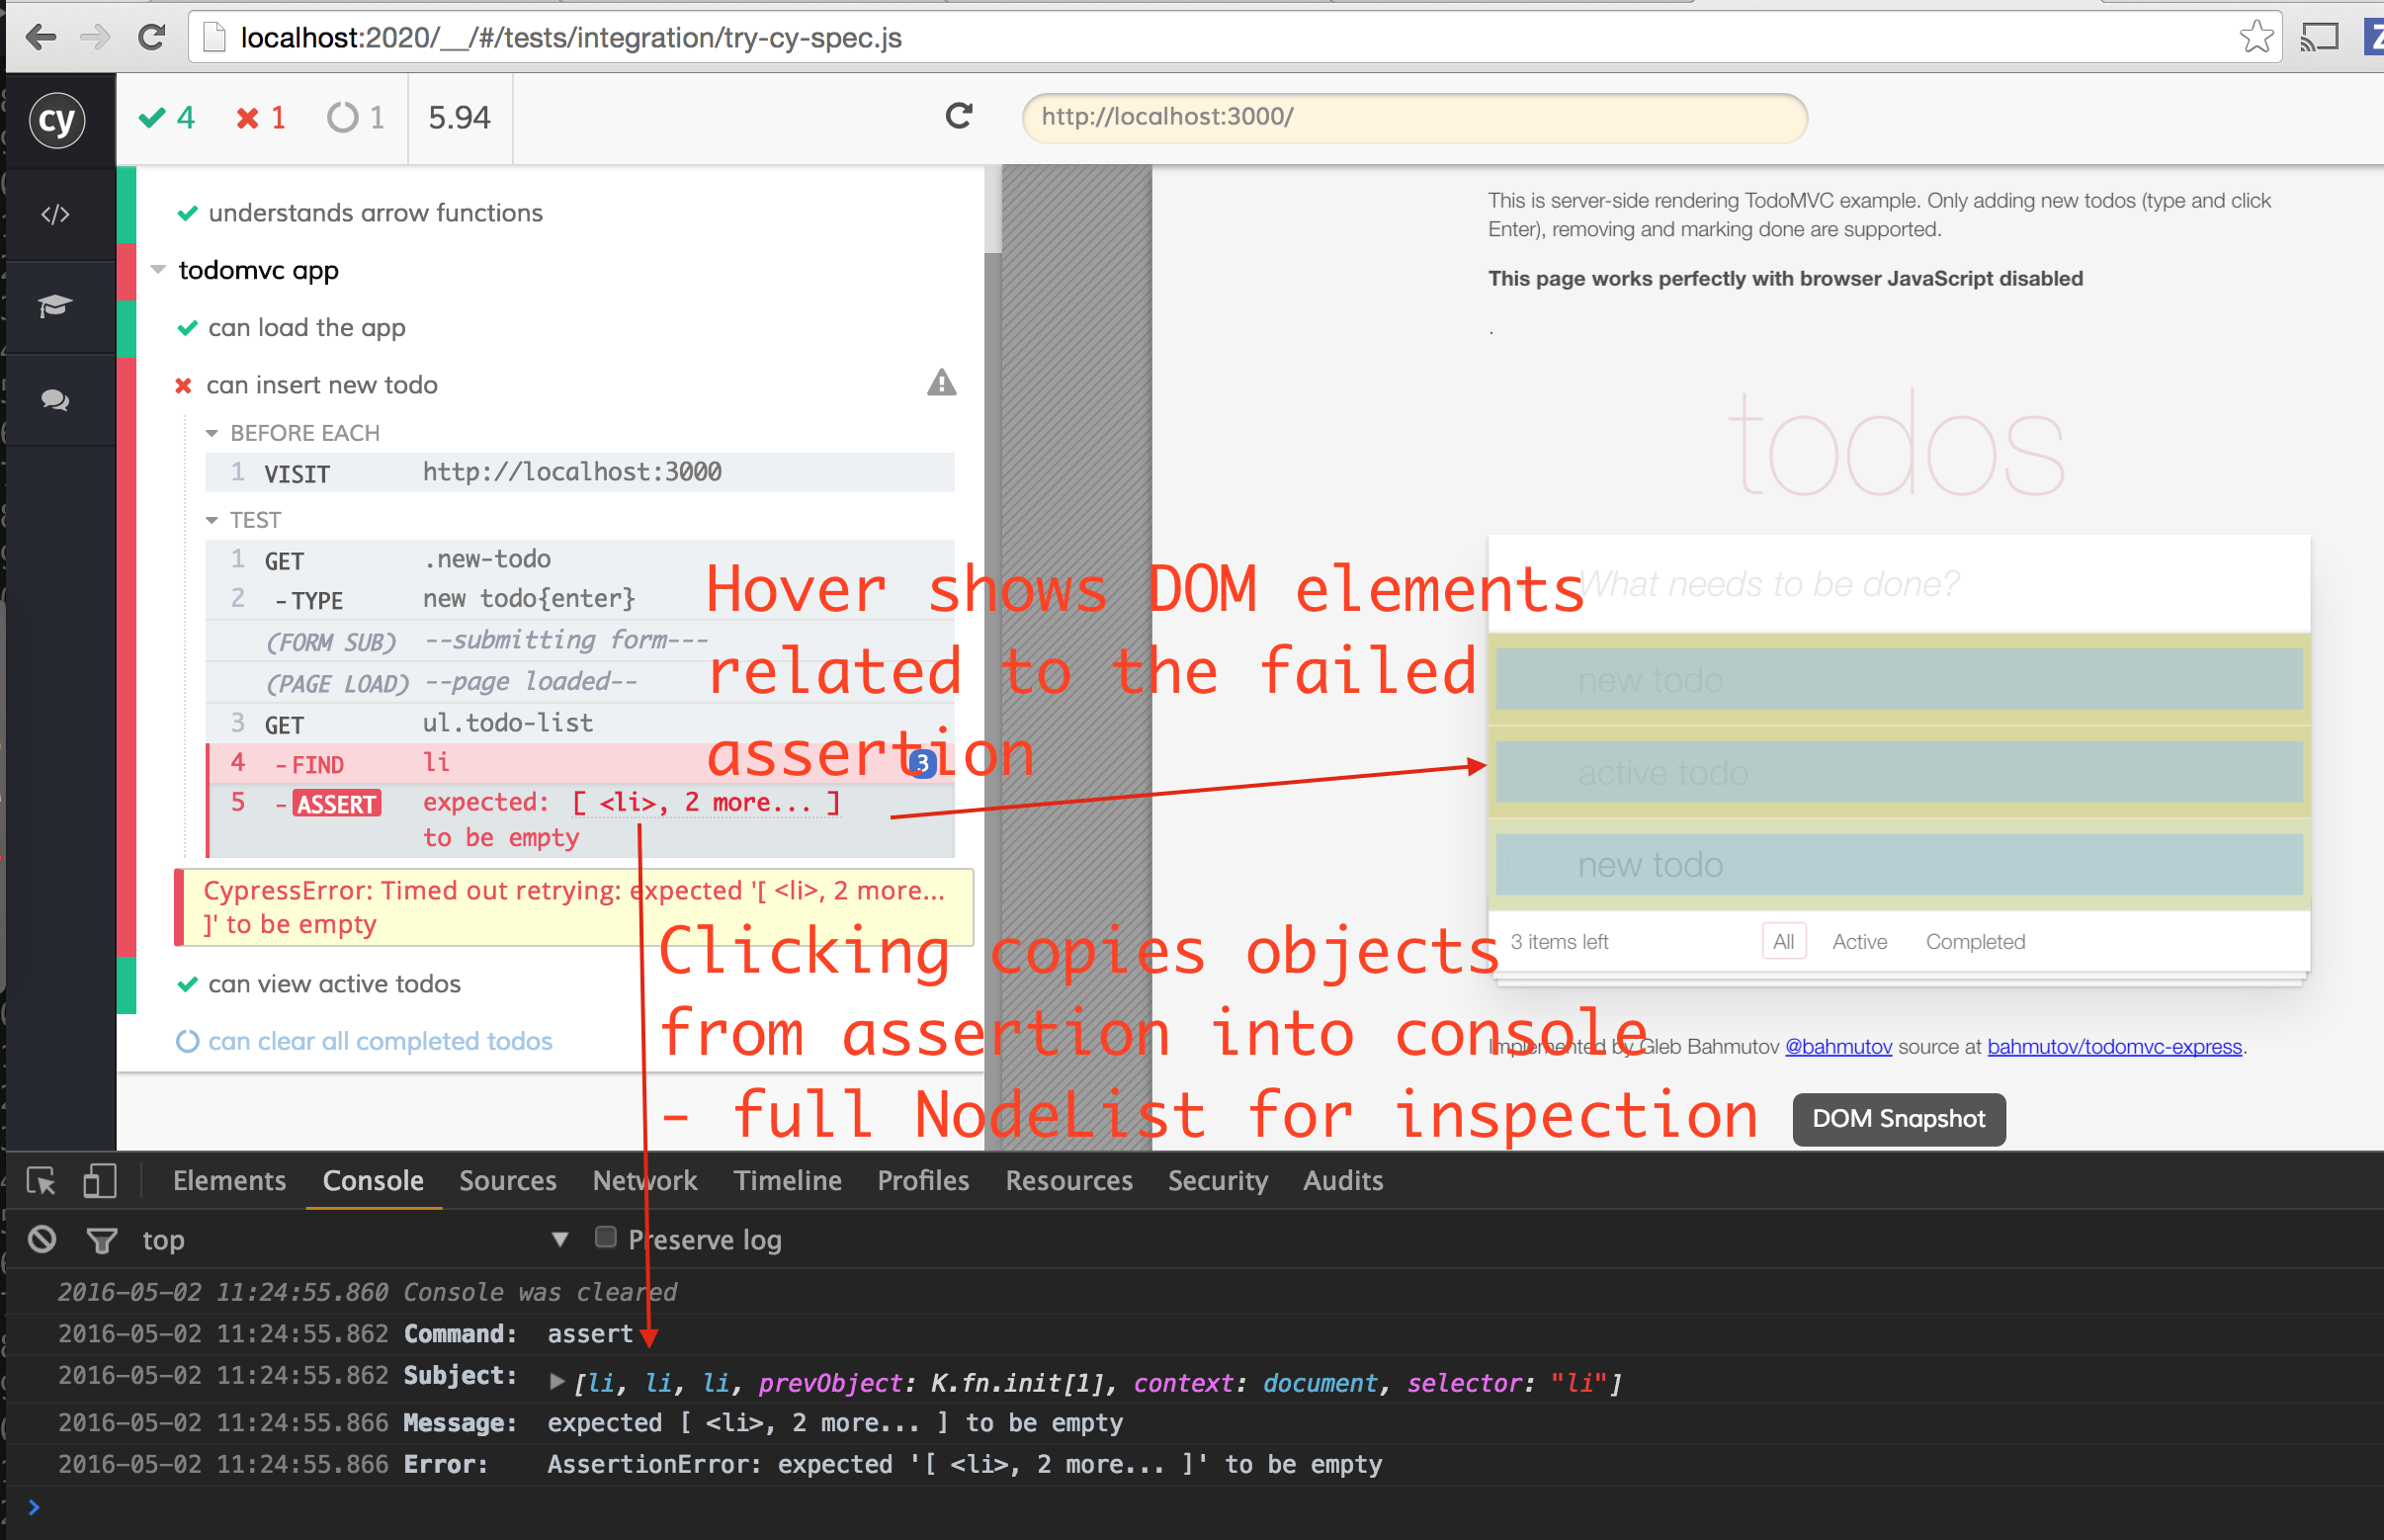 localhost:2020/__/#/tests/integration/try-cy-spec.js
cy
4 1 1 5.94
http://localhost:3000/
understands arrow functions
todomvc app
can load the app
can insert new todo
BEFORE EACH
1 VISIT http://localhost:3000
TEST
1 GET .new-todo
2 - TYPE new todo{enter}
(FORM SUB) --submitting form---
(PAGE LOAD) --page loaded--
3 GET ul.todo-list
4 - FIND li 3
5 - ASSERT expected: [ <li>, 2 more... ]
to be empty
CypressError: Timed out retrying: expected '[ <li>, 2 more...
]' to be empty
can view active todos
can clear all completed todos
Hover shows DOM elements
related to the failed
assertion
Clicking copies objects
from assertion into console
- full NodeList for inspection
This is server-side rendering TodoMVC example. Only adding new todos (type and click
Enter), removing and marking done are supported.
This page works perfectly with browser JavaScript disabled
.
todos
What needs to be done?
new todo
active todo
new todo
3 items left All Active Completed
Implemented by Gleb Bahmutov @bahmutov source at bahmutov/todomvc-express.
DOM Snapshot
Elements Console Sources Network Timeline Profiles Resources Security Audits
top Preserve log
2016-05-02 11:24:55.860 Console was cleared
2016-05-02 11:24:55.862 Command: assert
2016-05-02 11:24:55.862 Subject: [li, li, li, prevObject: K.fn.init[1], context: document, selector: "li"]
2016-05-02 11:24:55.866 Message: expected [ <li>, 2 more... ] to be empty
2016-05-02 11:24:55.866 Error: AssertionError: expected '[ <li>, 2 more... ]' to be empty